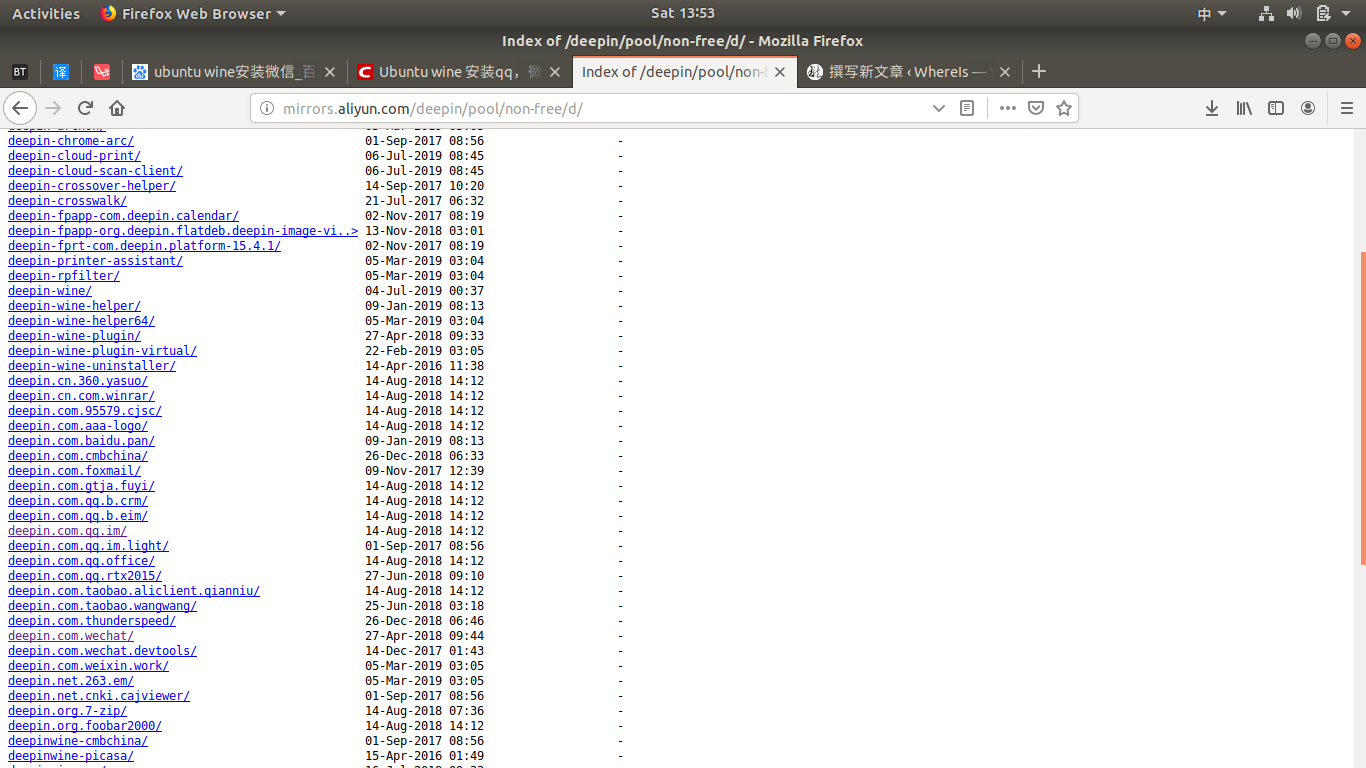 Activities Firefox Web Browser Sat 13:53 中
Index of /deepin/pool/non-free/d/ - Mozilla Firefox
BT 译 ubuntu wine安装微信_百 Ubuntu wine 安装qq，微 Index of /deepin/pool/non-f 撰写新文章 ‹ WhereIs —
mirrors.aliyun.com/deepin/pool/non-free/d/
deepin-chrome-arc/ 01-Sep-2017 08:56 -
deepin-cloud-print/ 06-Jul-2019 08:45 -
deepin-cloud-scan-client/ 06-Jul-2019 08:45 -
deepin-crossover-helper/ 14-Sep-2017 10:20 -
deepin-crosswalk/ 21-Jul-2017 06:32 -
deepin-fpapp-com.deepin.calendar/ 02-Nov-2017 08:19 -
deepin-fpapp-org.deepin.flatdeb.deepin-image-vi..> 13-Nov-2018 03:01 -
deepin-fprt-com.deepin.platform-15.4.1/ 02-Nov-2017 08:19 -
deepin-printer-assistant/ 05-Mar-2019 03:04 -
deepin-rpfilter/ 05-Mar-2019 03:04 -
deepin-wine/ 04-Jul-2019 00:37 -
deepin-wine-helper/ 09-Jan-2019 08:13 -
deepin-wine-helper64/ 05-Mar-2019 03:04 -
deepin-wine-plugin/ 27-Apr-2018 09:33 -
deepin-wine-plugin-virtual/ 22-Feb-2019 03:05 -
deepin-wine-uninstaller/ 14-Apr-2016 11:38 -
deepin.cn.360.yasuo/ 14-Aug-2018 14:12 -
deepin.cn.com.winrar/ 14-Aug-2018 14:12 -
deepin.com.95579.cjsc/ 14-Aug-2018 14:12 -
deepin.com.aaa-logo/ 14-Aug-2018 14:12 -
deepin.com.baidu.pan/ 09-Jan-2019 08:13 -
deepin.com.cmbchina/ 26-Dec-2018 06:33 -
deepin.com.foxmail/ 09-Nov-2017 12:39 -
deepin.com.gtja.fuyi/ 14-Aug-2018 14:12 -
deepin.com.qq.b.crm/ 14-Aug-2018 14:12 -
deepin.com.qq.b.eim/ 14-Aug-2018 14:12 -
deepin.com.qq.im/ 14-Aug-2018 14:12 -
deepin.com.qq.im.light/ 01-Sep-2017 08:56 -
deepin.com.qq.office/ 14-Aug-2018 14:12 -
deepin.com.qq.rtx2015/ 27-Jun-2018 09:10 -
deepin.com.taobao.aliclient.qianniu/ 14-Aug-2018 14:12 -
deepin.com.taobao.wangwang/ 25-Jun-2018 03:18 -
deepin.com.thunderspeed/ 26-Dec-2018 06:46 -
deepin.com.wechat/ 27-Apr-2018 09:44 -
deepin.com.wechat.devtools/ 14-Dec-2017 01:43 -
deepin.com.weixin.work/ 05-Mar-2019 03:05 -
deepin.net.263.em/ 05-Mar-2019 03:05 -
deepin.net.cnki.cajviewer/ 01-Sep-2017 08:56 -
deepin.org.7-zip/ 14-Aug-2018 07:36 -
deepin.org.foobar2000/ 14-Aug-2018 14:12 -
deepinwine-cmbchina/ 01-Sep-2017 08:56 -
deepinwine-picasa/ 15-Apr-2016 01:49 -